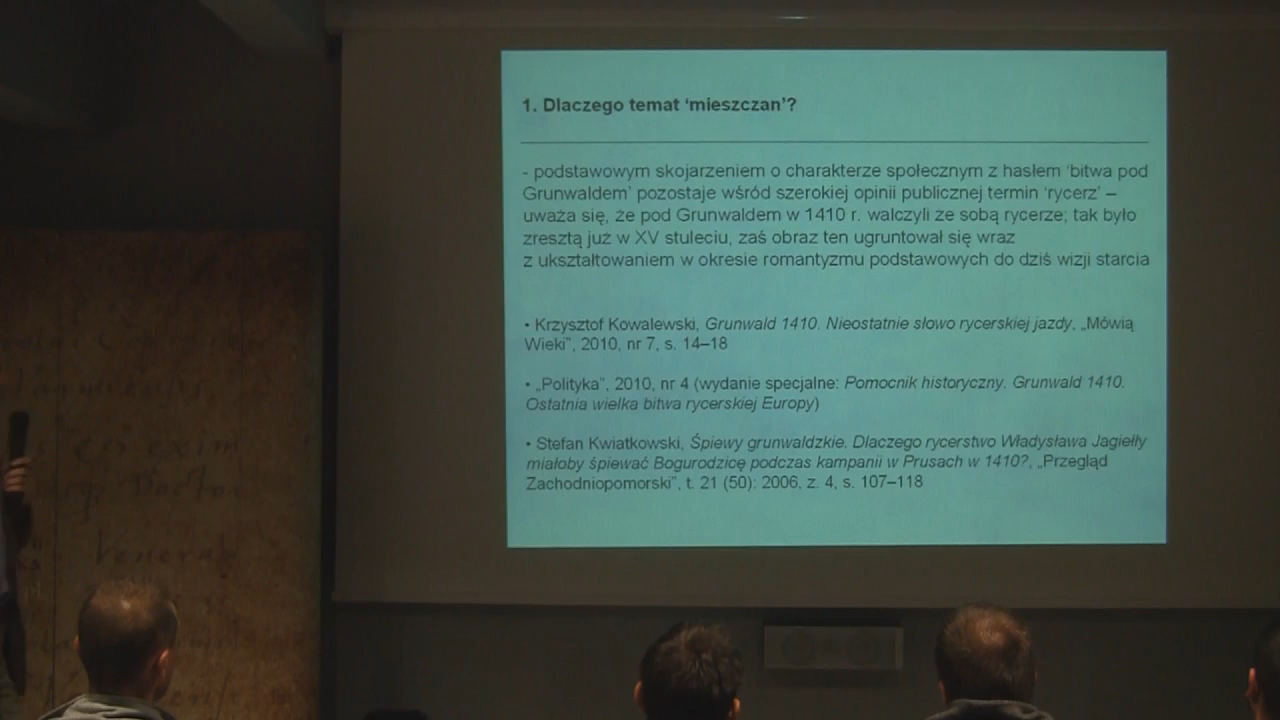 1. Dlaczego temat ‘mieszczan’?
- podstawowym skojarzeniem o charakterze społecznym z hasłem ‘bitwa pod
Grunwaldem’ pozostaje wśród szerokiej opinii publicznej termin ‘rycerz’ –
uważa się, że pod Grunwaldem w 1410 r. walczyli ze sobą rycerze; tak było
zresztą już w XV stuleciu, zaś obraz ten ugruntował się wraz
z ukształtowaniem w okresie romantyzmu podstawowych do dziś wizji starcia
• Krzysztof Kowalewski, Grunwald 1410. Nieostatnie słowo rycerskiej jazdy, „Mówią
Wieki”, 2010, nr 7, s. 14–18
• „Polityka”, 2010, nr 4 (wydanie specjalne: Pomocnik historyczny. Grunwald 1410.
Ostatnia wielka bitwa rycerskiej Europy)
• Stefan Kwiatkowski, Śpiewy grunwaldzkie. Dlaczego rycerstwo Władysława Jagiełły
miałoby śpiewać Bogurodzicę podczas kampanii w Prusach w 1410?, „Przegląd
Zachodniopomorski”, t. 21 (50): 2006, z. 4, s. 107–118